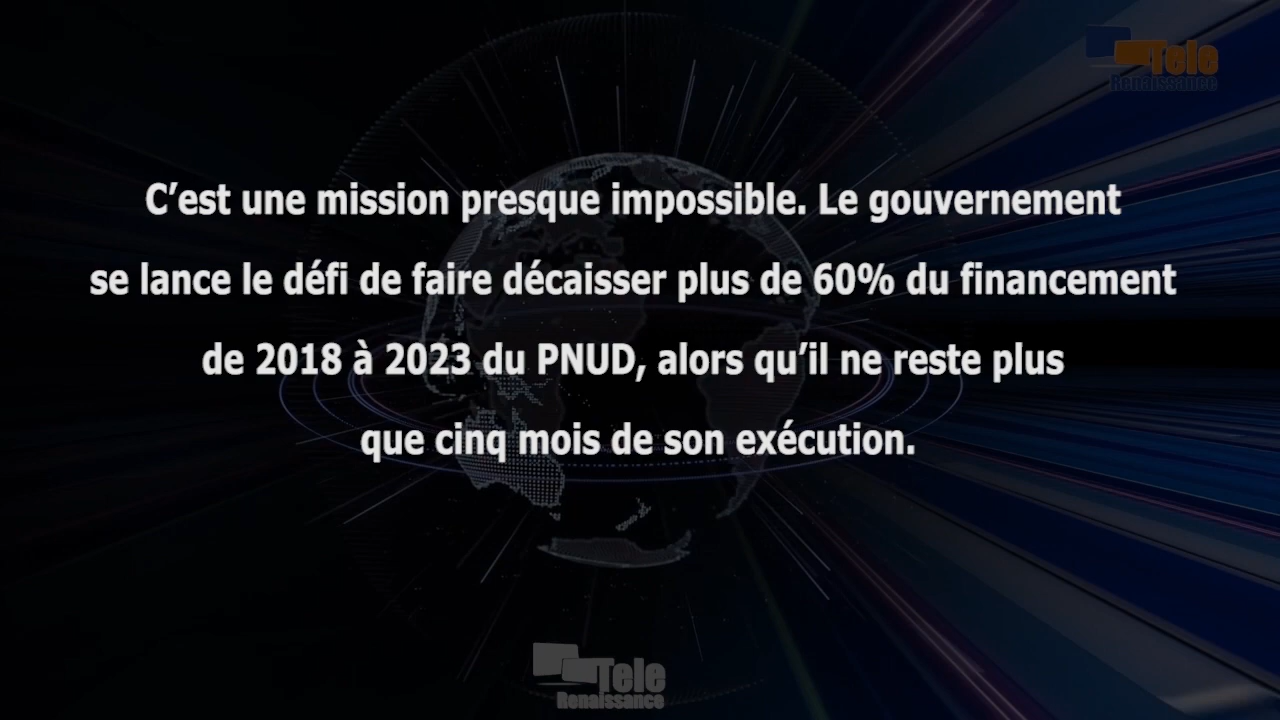 Tele
Renaissance
C’est une mission presque impossible. Le gouvernement
se lance le défi de faire décaisser plus de 60% du financement
de 2018 à 2023 du PNUD, alors qu’il ne reste plus
que cinq mois de son exécution.
Tele
Renaissance